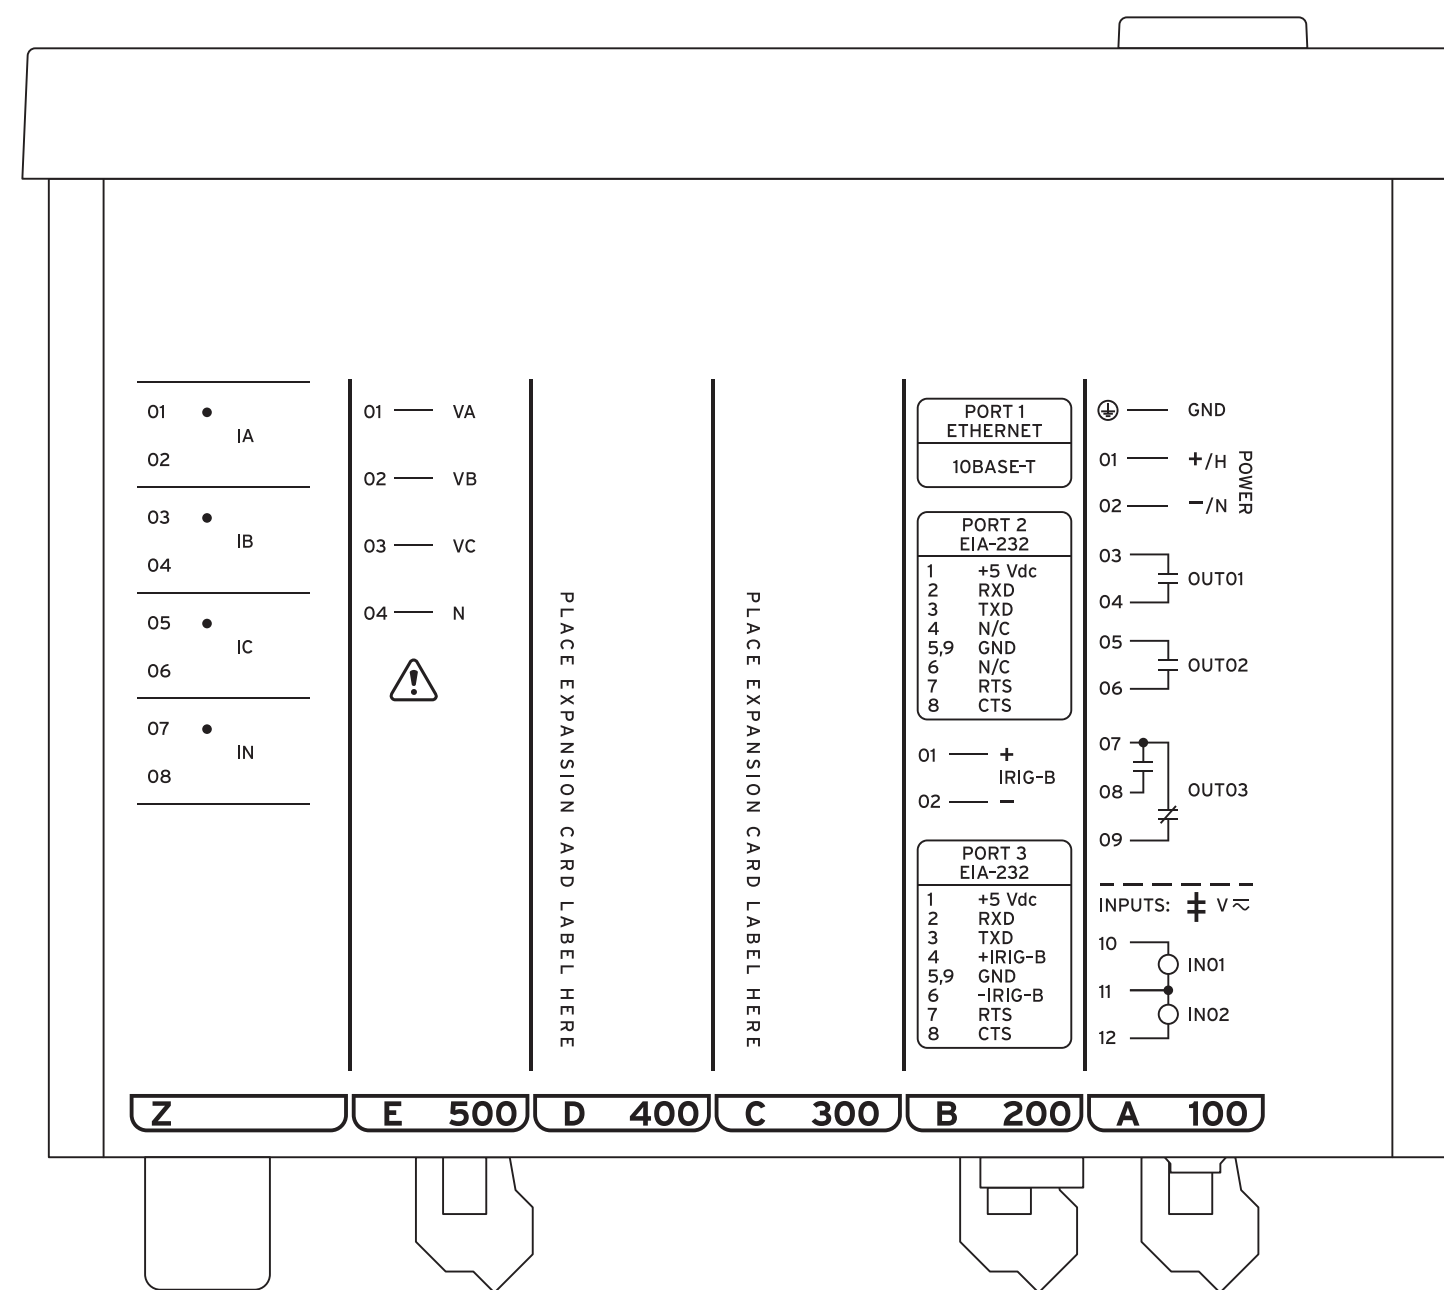 01
IA
02
03
IB
04
05
IC
06
07
IN
08
01 VA
02 VB
03 VC
04 N
PLACE EXPANSION CARD LABEL HERE
PLACE EXPANSION CARD LABEL HERE
PORT 1
ETHERNET
10BASE-T
PORT 2
EIA-232
1 +5 Vdc
2 RXD
3 TXD
4 N/C
5,9 GND
6 N/C
7 RTS
8 CTS
01 +
IRIG-B
02 −
PORT 3
EIA-232
1 +5 Vdc
2 RXD
3 TXD
4 +IRIG-B
5,9 GND
6 -IRIG-B
7 RTS
8 CTS
GND
01 +/H
02 −/N
POWER
03
OUT01
04
05
OUT02
06
07
08 OUT03
09
INPUTS: ‡ V⎓
10
IN01
11
IN02
12
Z
E 500
D 400
C 300
B 200
A 100